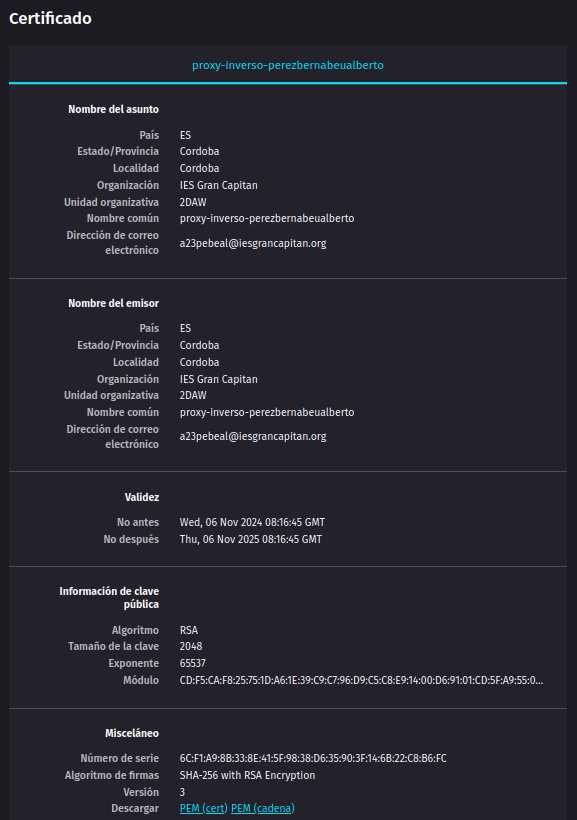 Certificado
proxy-inverso-perezbernabeualberto
Nombre del asunto
País ES
Estado/Provincia Cordoba
Localidad Cordoba
Organización IES Gran Capitan
Unidad organizativa 2DAW
Nombre común proxy-inverso-perezbernabeualberto
Dirección de correo
electrónico a23pebeal@iesgrancapitan.org
Nombre del emisor
País ES
Estado/Provincia Cordoba
Localidad Cordoba
Organización IES Gran Capitan
Unidad organizativa 2DAW
Nombre común proxy-inverso-perezbernabeualberto
Dirección de correo
electrónico a23pebeal@iesgrancapitan.org
Validez
No antes Wed, 06 Nov 2024 08:16:45 GMT
No después Thu, 06 Nov 2025 08:16:45 GMT
Información de clave
pública
Algoritmo RSA
Tamaño de la clave 2048
Exponente 65537
Módulo CD:F5:CA:F8:25:75:1D:A6:1E:39:C9:C7:96:D9:C5:C8:E9:14:00:D6:91:01:CD:5F:A9:55:0…
Misceláneo
Número de serie 6C:F1:A9:8B:33:8E:41:5F:98:38:D6:35:90:3F:14:6B:22:C8:B6:FC
Algoritmo de firmas SHA-256 with RSA Encryption
Versión 3
Descargar PEM (cert) PEM (cadena)